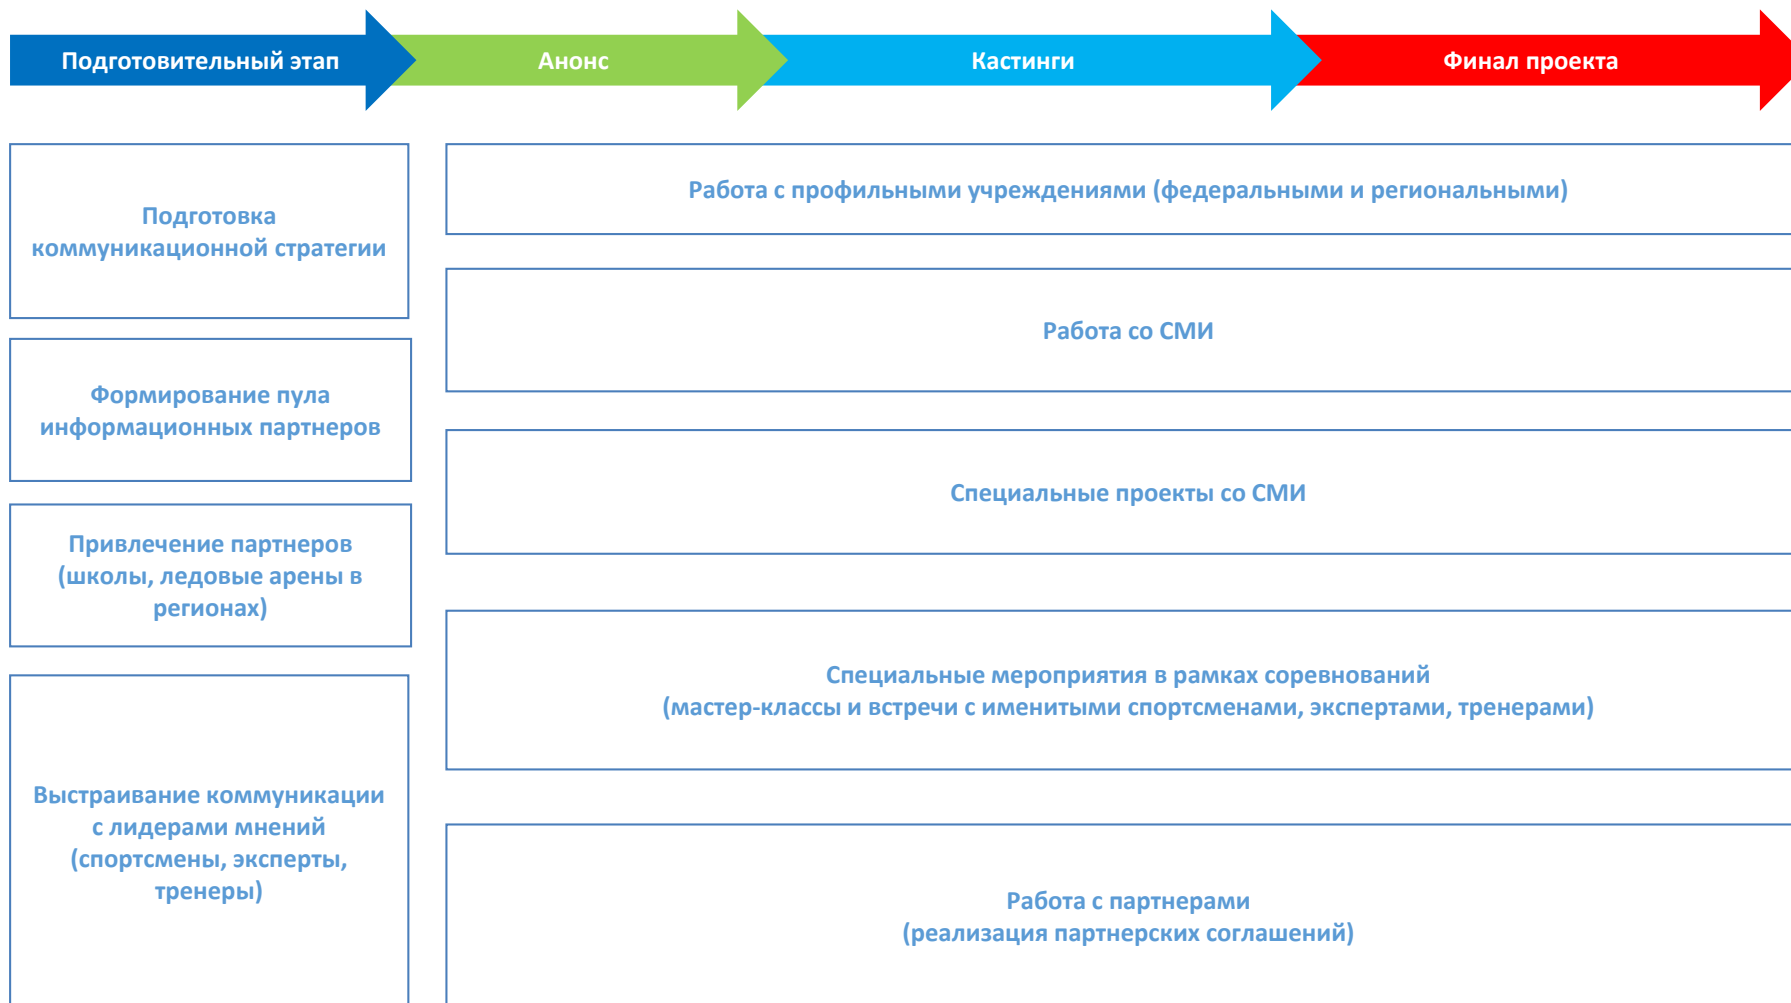 Подготовительный этап
Анонс
Кастинги
Финал проекта
Подготовка
коммуникационной стратегии
Формирование пула
информационных партнеров
Привлечение партнеров
(школы, ледовые арены в
регионах)
Выстраивание коммуникации
с лидерами мнений
(спортсмены, эксперты,
тренеры)
Работа с профильными учреждениями (федеральными и региональными)
Работа со СМИ
Специальные проекты со СМИ
Специальные мероприятия в рамках соревнований
(мастер-классы и встречи с именитыми спортсменами, экспертами, тренерами)
Работа с партнерами
(реализация партнерских соглашений)